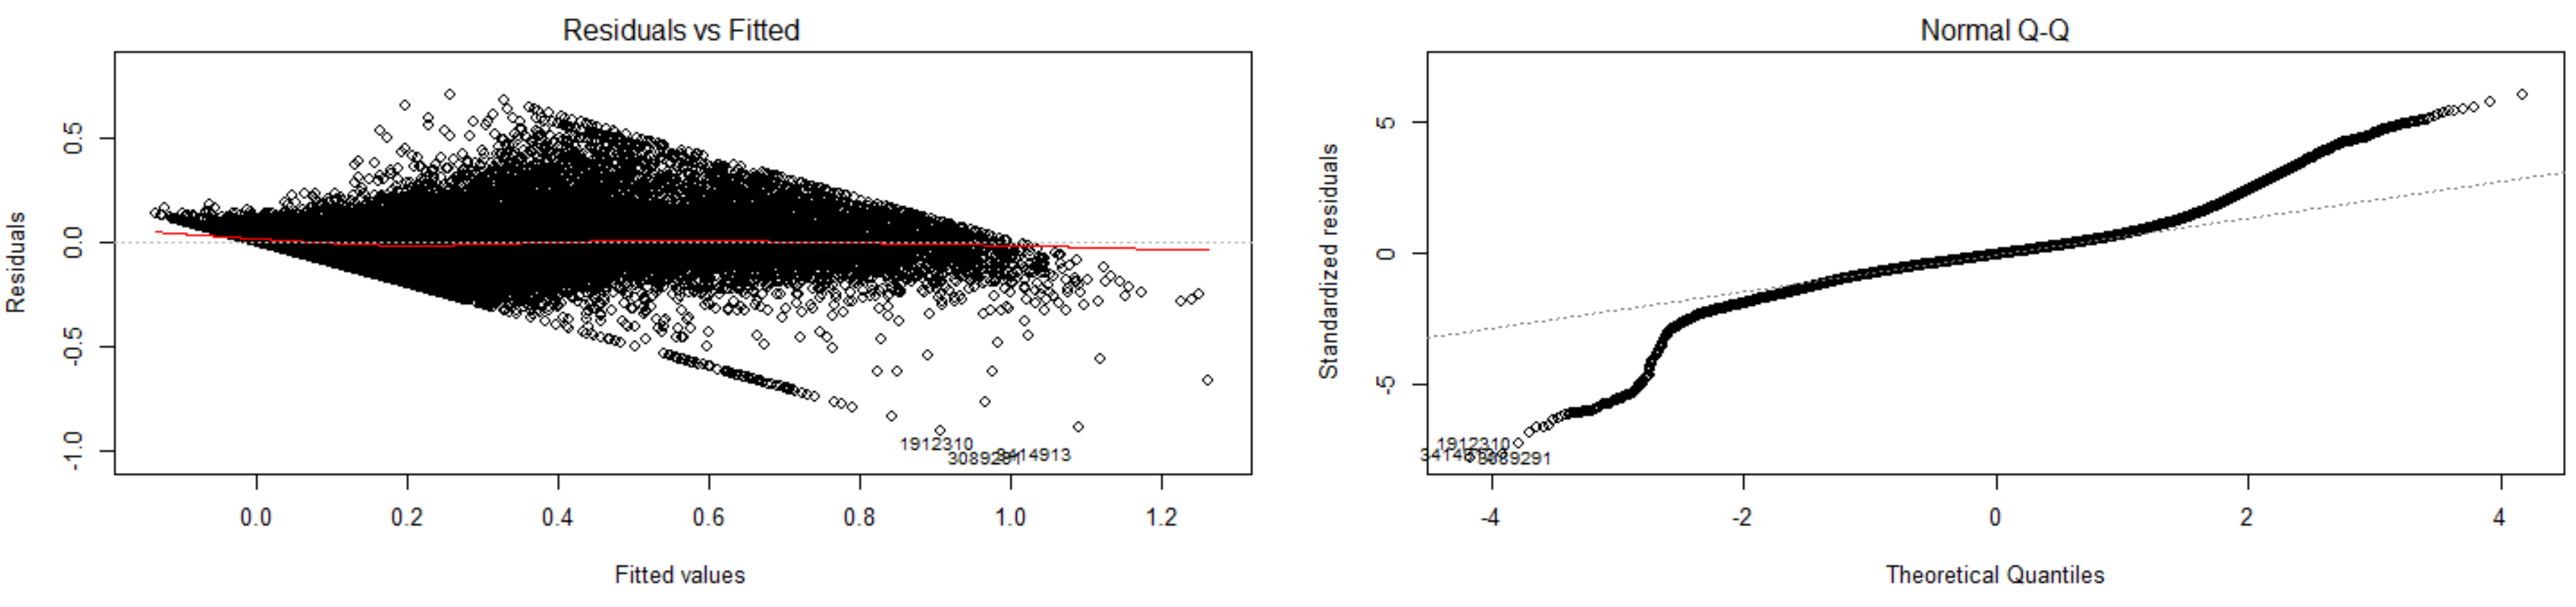 Residuals vs Fitted
Residuals
0.5
0.0
-0.5
-1.0
1912310
3414913
0.0 0.2 0.4 0.6 0.8 1.0 1.2
Fitted values
Normal Q-Q
Standardized residuals
5
0
-5
1912310
3089291
-4 -2 0 2 4
Theoretical Quantiles